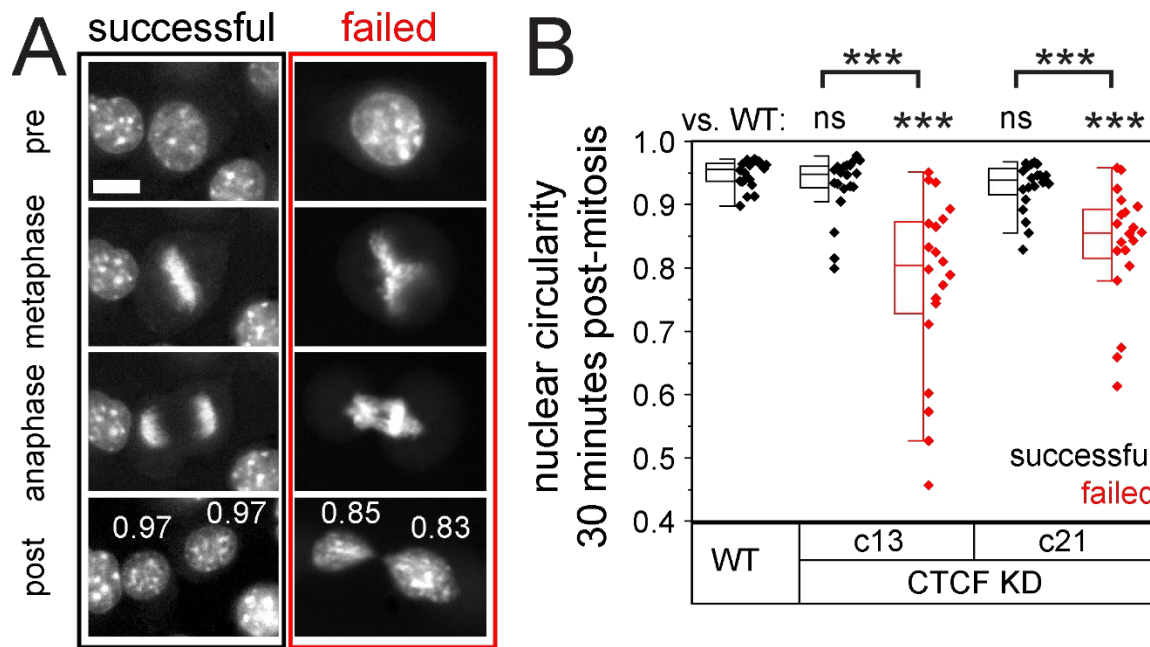 A
successful
failed
pre
metaphase
anaphase
post
0.97
0.97
0.85
0.83
B
*** ***
vs. WT: ns *** ns ***
nuclear circularity
30 minutes post-mitosis
1.0
0.9
0.8
0.7
0.6
0.5
0.4
successful
failed
WT
c13
c21
CTCF KD